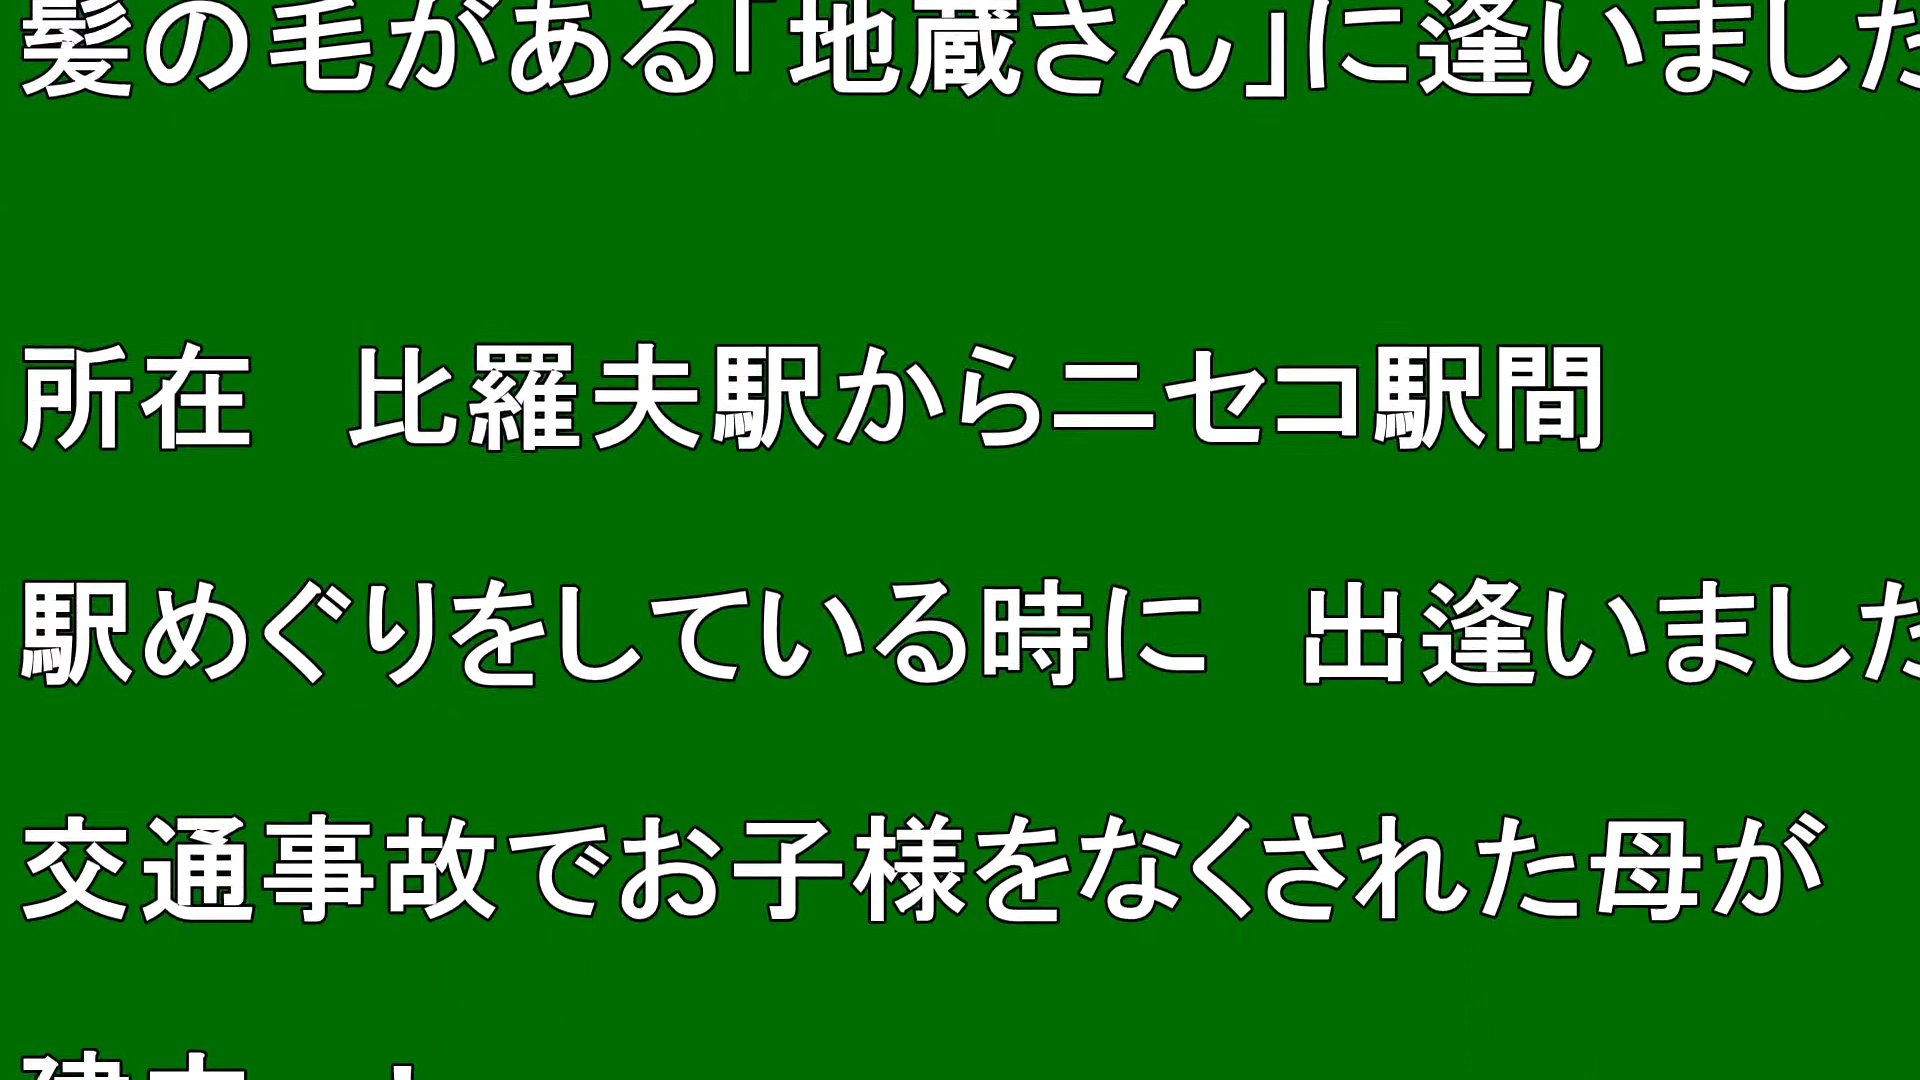 髪の毛がある「地蔵さん」に逢いました
所在　比羅夫駅からニセコ駅間
駅めぐりをしている時に　出逢いました
交通事故でお子様をなくされた母が